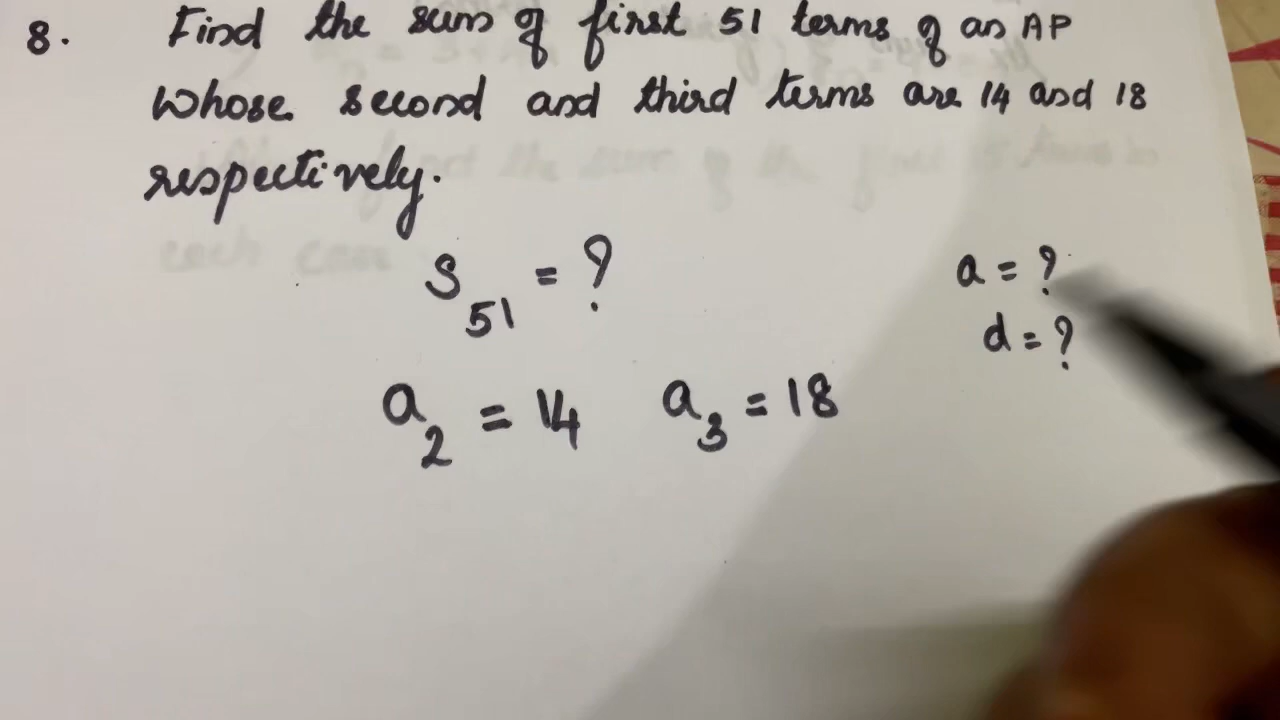 8. Find the sum of first 51 terms of an AP
whose second and third terms are 14 and 18
respectively.
S51 = ?
a = ?
d = ?
a2 = 14 a3 = 18